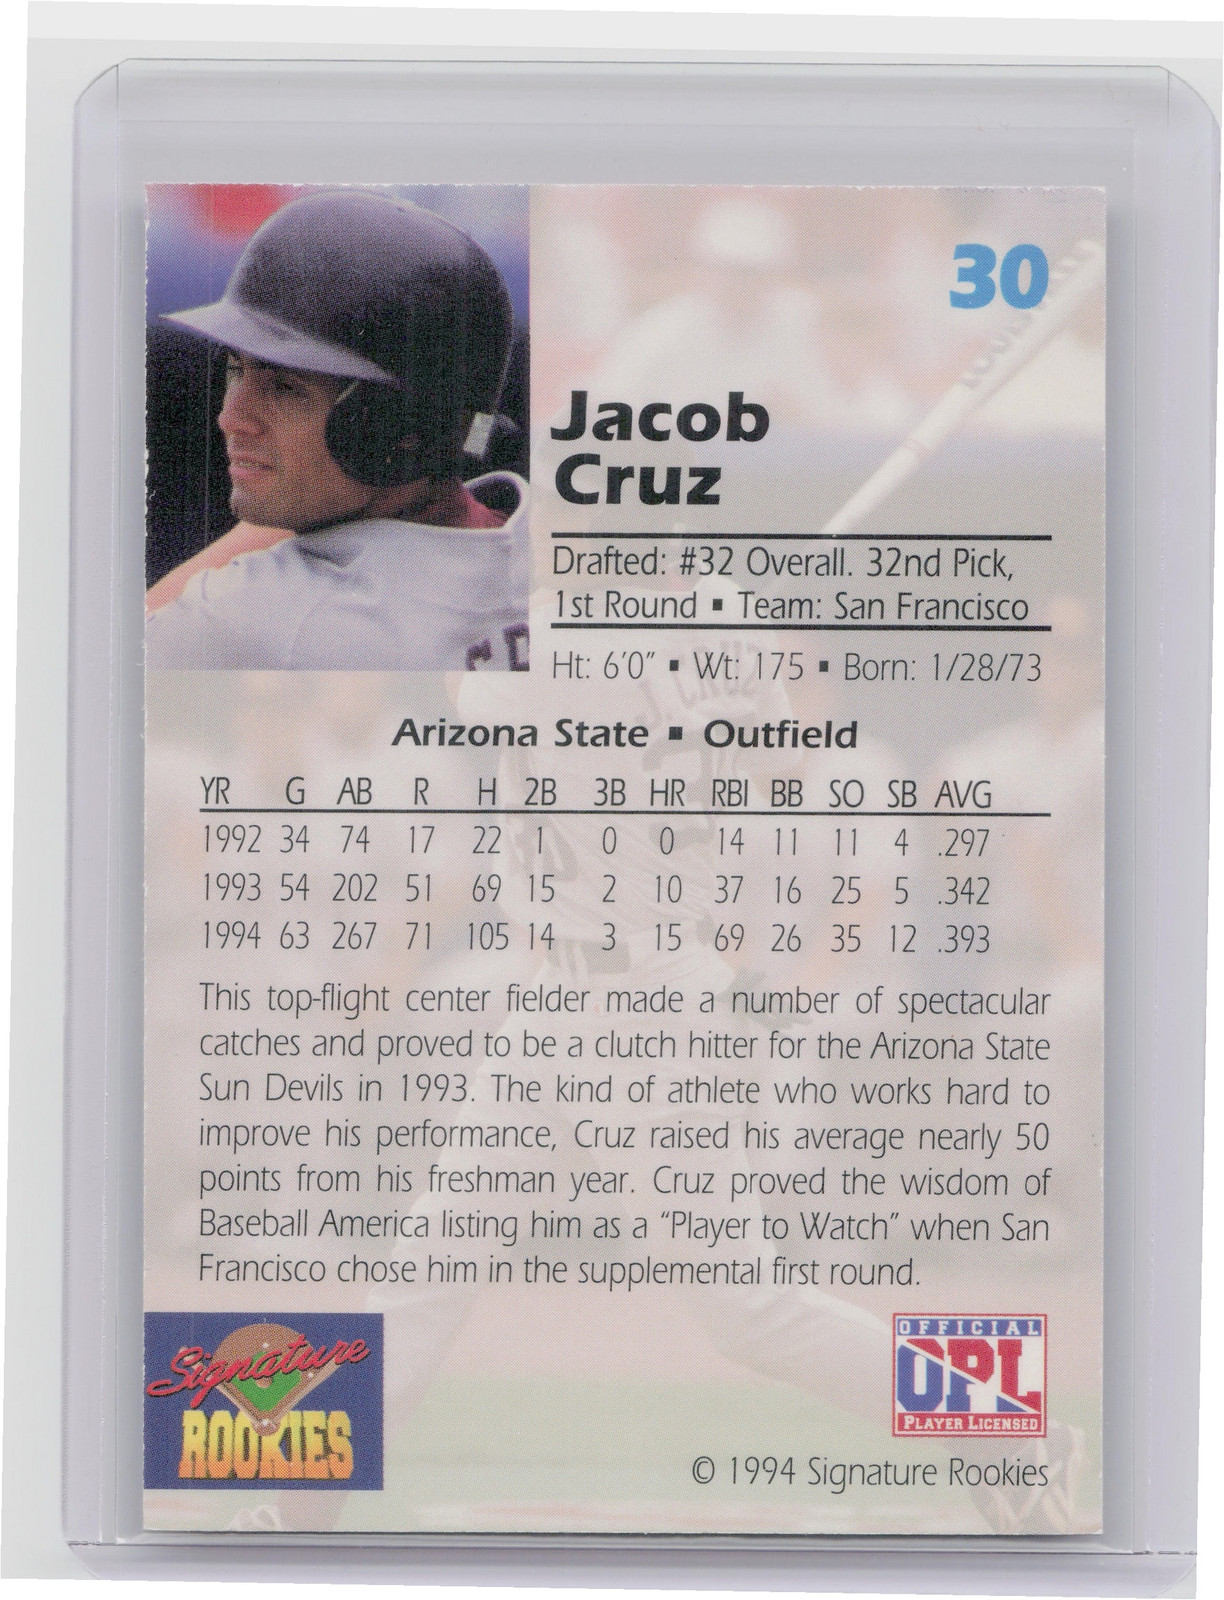 30
Jacob
Cruz
Drafted: #32 Overall. 32nd Pick,
1st Round ▪ Team: San Francisco
Ht: 6'0" ▪ Wt: 175 ▪ Born: 1/28/73
Arizona State ▪ Outfield
YR G AB R H 2B 3B HR RBI BB SO SB AVG
1992 34 74 17 22 1 0 0 14 11 11 4 .297
1993 54 202 51 69 15 2 10 37 16 25 5 .342
1994 63 267 71 105 14 3 15 69 26 35 12 .393
This top-flight center fielder made a number of spectacular
catches and proved to be a clutch hitter for the Arizona State
Sun Devils in 1993. The kind of athlete who works hard to
improve his performance, Cruz raised his average nearly 50
points from his freshman year. Cruz proved the wisdom of
Baseball America listing him as a “Player to Watch” when San
Francisco chose him in the supplemental first round.
Signature
ROOKIES
OFFICIAL
OPL
PLAYER LICENSED
© 1994 Signature Rookies